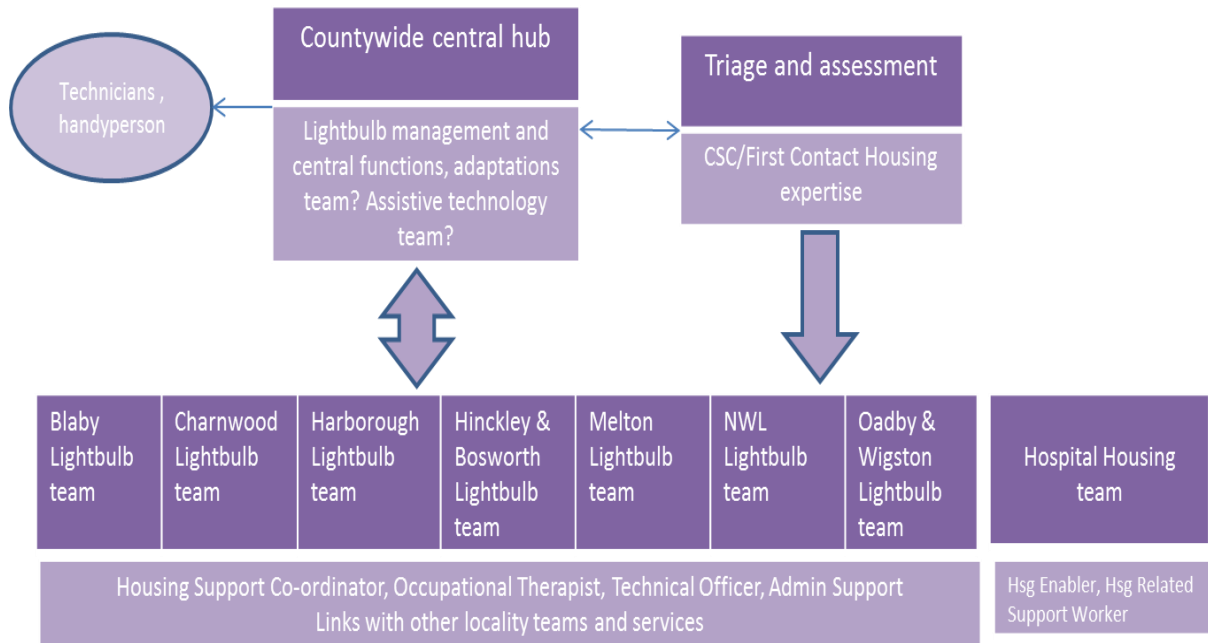 Countywide central hub
Triage and assessment
Technicians ,
handyperson
Lightbulb management and
central functions, adaptations
team? Assistive technology
team?
CSC/First Contact Housing
expertise
Blaby
Lightbulb
team
Charnwood
Lightbulb
team
Harborough
Lightbulb
team
Hinckley &
Bosworth
Lightbulb
team
Melton
Lightbulb
team
NWL
Lightbulb
team
Oadby &
Wigston
Lightbulb
team
Hospital Housing
team
Housing Support Co-ordinator, Occupational Therapist, Technical Officer, Admin Support
Links with other locality teams and services
Hsg Enabler, Hsg Related
Support Worker